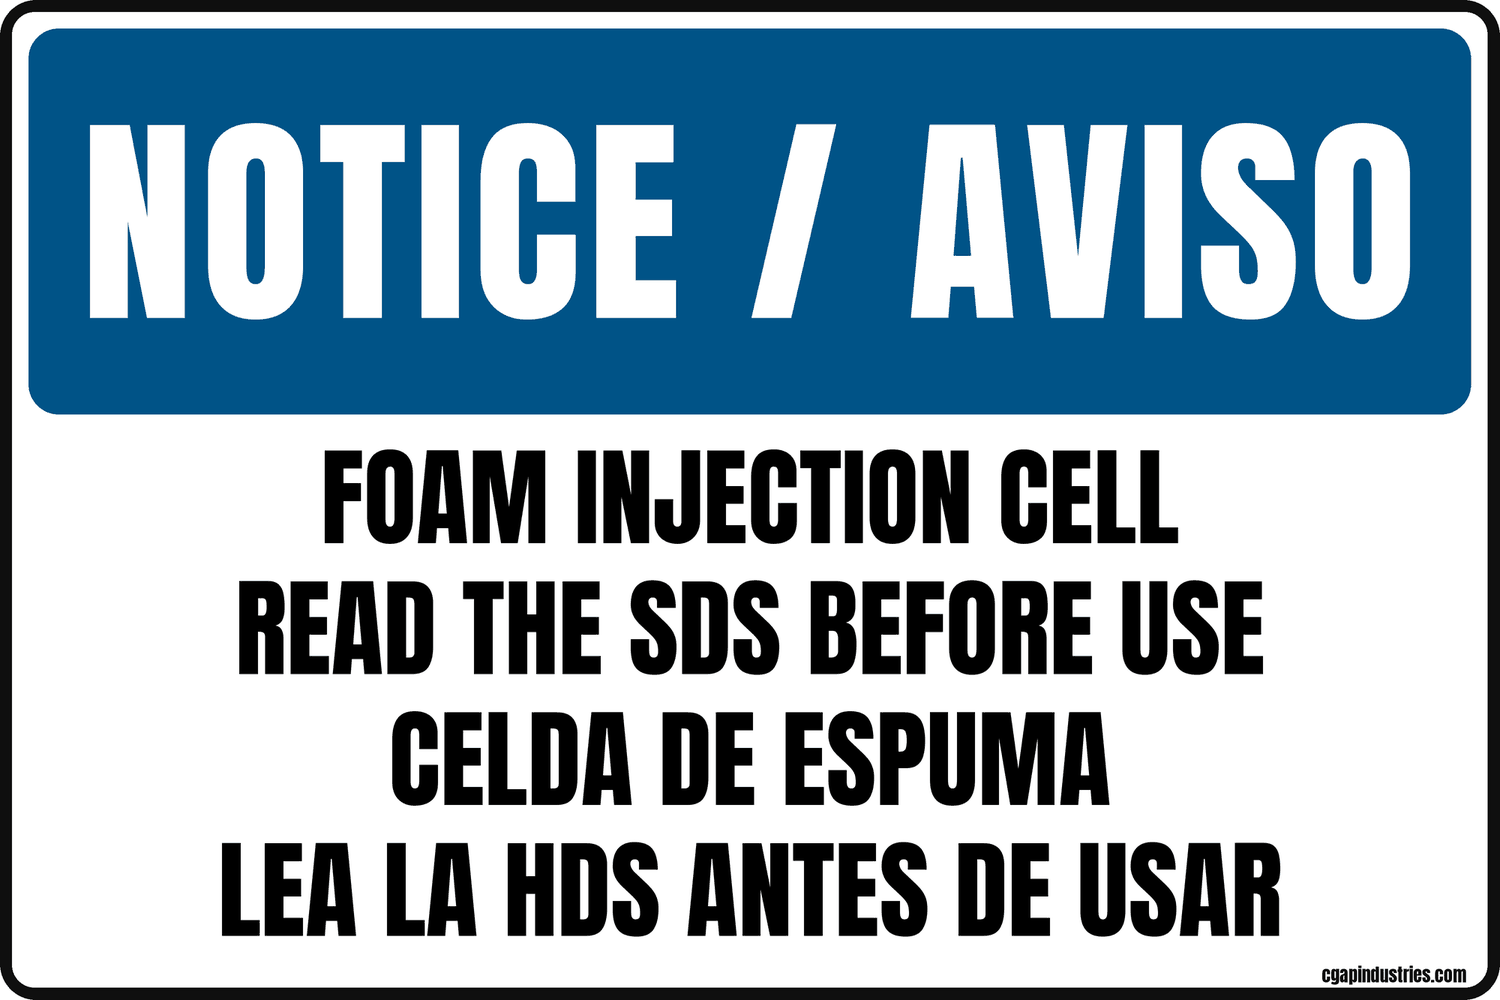 NOTICE / AVISO
FOAM INJECTION CELL
READ THE SDS BEFORE USE
CELDA DE ESPUMA
LEA LA HDS ANTES DE USAR
cgapindustries.com